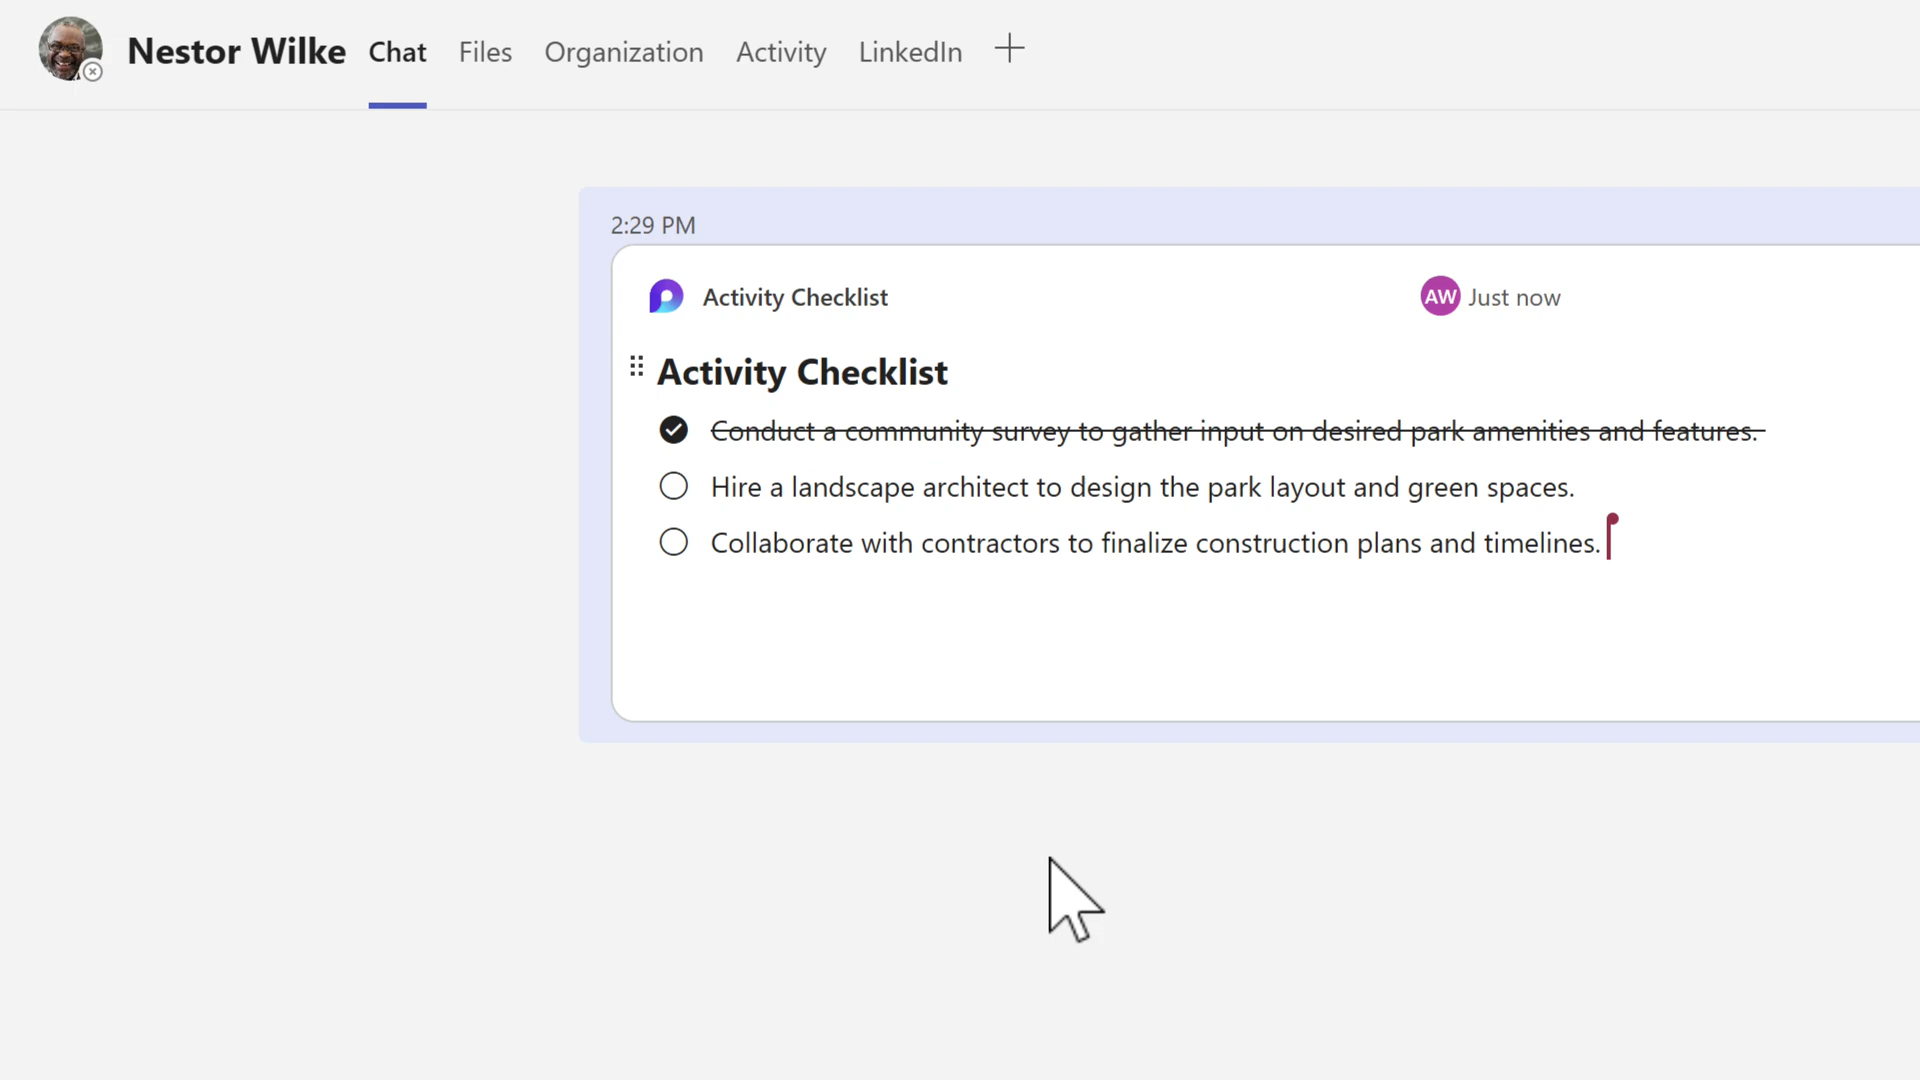 Nestor Wilke Chat Files Organization Activity LinkedIn
2:29 PM
Activity Checklist AW Just now
Activity Checklist
Conduct a community survey to gather input on desired park amenities and features.
Hire a landscape architect to design the park layout and green spaces.
Collaborate with contractors to finalize construction plans and timelines.